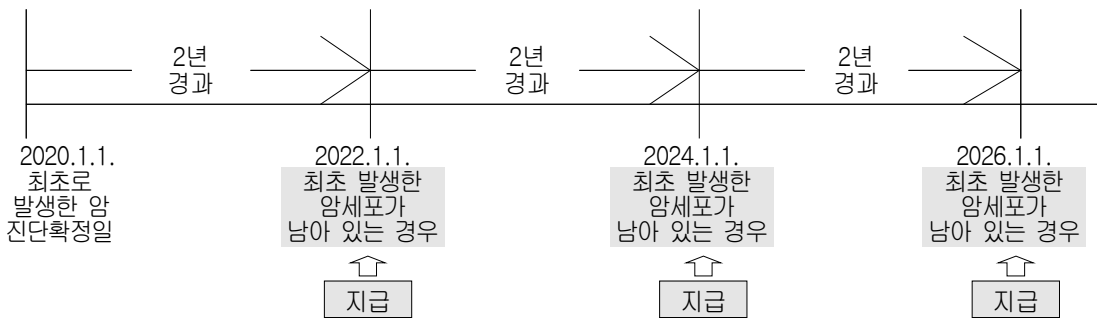 2년
경과
2년
경과
2년
경과
2020.1.1.
최초로
발생한 암
진단확정일
2022.1.1.
최초 발생한
암세포가
남아 있는 경우
2024.1.1.
최초 발생한
암세포가
남아 있는 경우
2026.1.1.
최초 발생한
암세포가
남아 있는 경우
지급
지급
지급